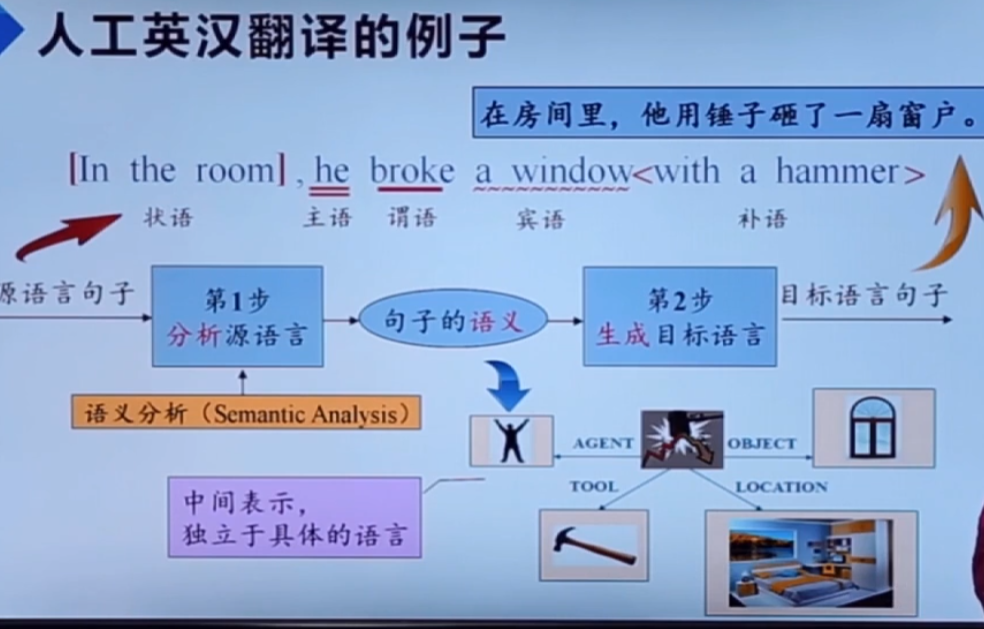 人工英汉翻译的例子
在房间里，他用锤子砸了一扇窗户。
[In the room] , he broke a window<with a hammer>
状语 主语 谓语 宾语 补语
源语言句子
第1步
分析源语言
句子的语义
第2步
生成目标语言
目标语言句子
语义分析（Semantic Analysis）
AGENT
OBJECT
TOOL
LOCATION
中间表示，
独立于具体的语言